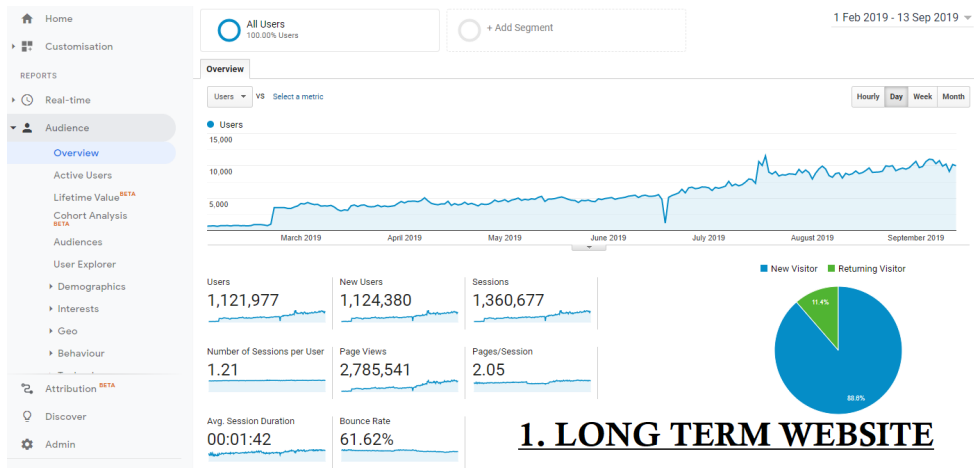 Home
Customisation
REPORTS
Real-time
Audience
Overview
Active Users
Lifetime Value BETA
Cohort Analysis
BETA
Audiences
User Explorer
Demographics
Interests
Geo
Behaviour
Attribution BETA
Discover
Admin
All Users
100.00% Users
+ Add Segment
1 Feb 2019 - 13 Sep 2019
Overview
Users VS Select a metric
Hourly Day Week Month
Users
15,000
10,000
5,000
March 2019 April 2019 May 2019 June 2019 July 2019 August 2019 September 2019
New Visitor Returning Visitor
Users New Users Sessions
1,121,977 1,124,380 1,360,677
11.4%
Number of Sessions per User Page Views Pages/Session
1.21 2,785,541 2.05
88.6%
Avg. Session Duration Bounce Rate
00:01:42 61.62%
1. LONG TERM WEBSITE